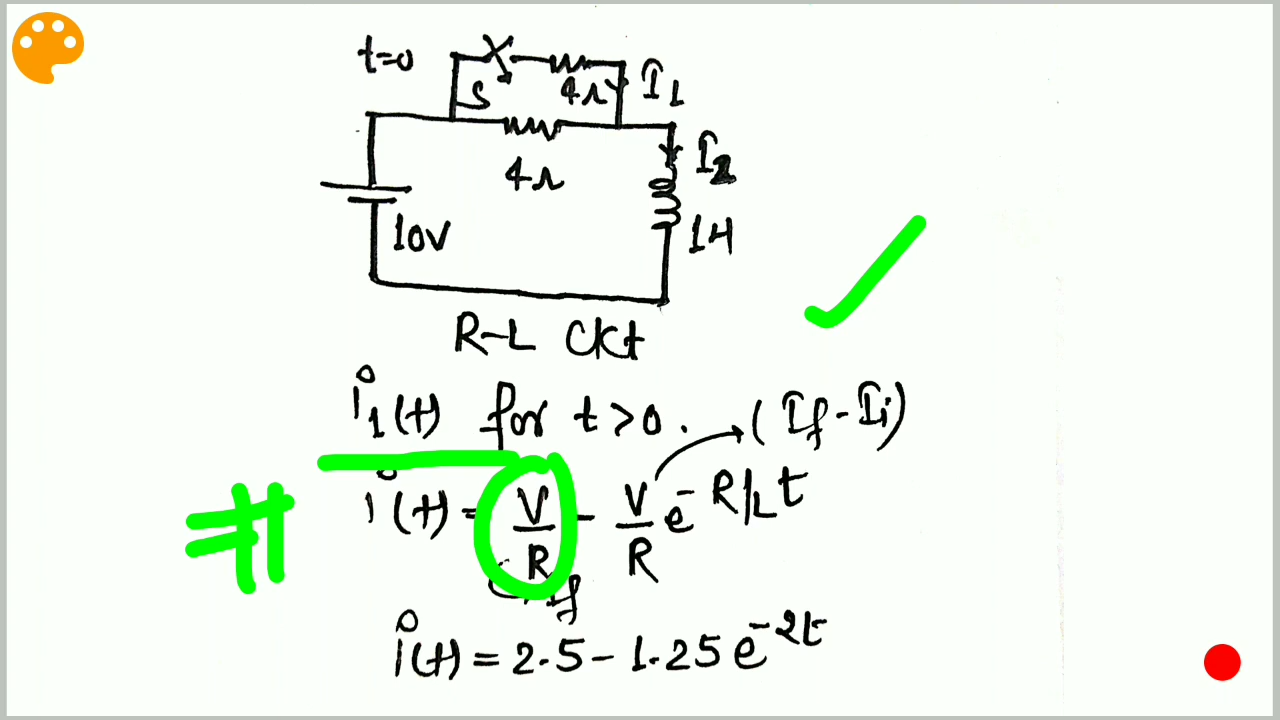 t=0
S
4Ω I1
4Ω
I2
10V
1H
R-L Ckt
i1(t) for t>0. (If-Ii)
i(t) = V/R - V/R e^-R/L t
If
i(t) = 2.5 - 1.25 e^-2t